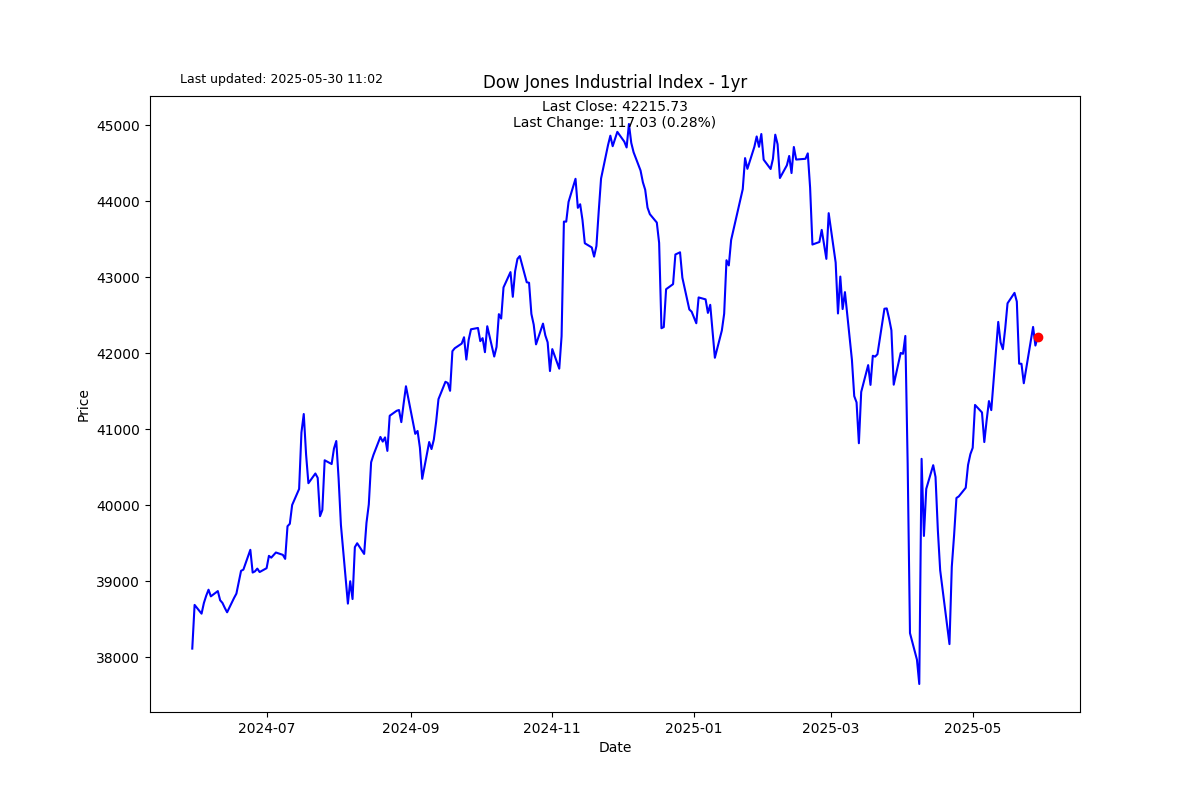 Last updated: 2025-05-30 11:02
Dow Jones Industrial Index - 1yr
Last Close: 42215.73
Last Change: 117.03 (0.28%)
45000
44000
43000
42000
41000
40000
39000
38000
Price
2024-07
2024-09
2024-11
2025-01
2025-03
2025-05
Date